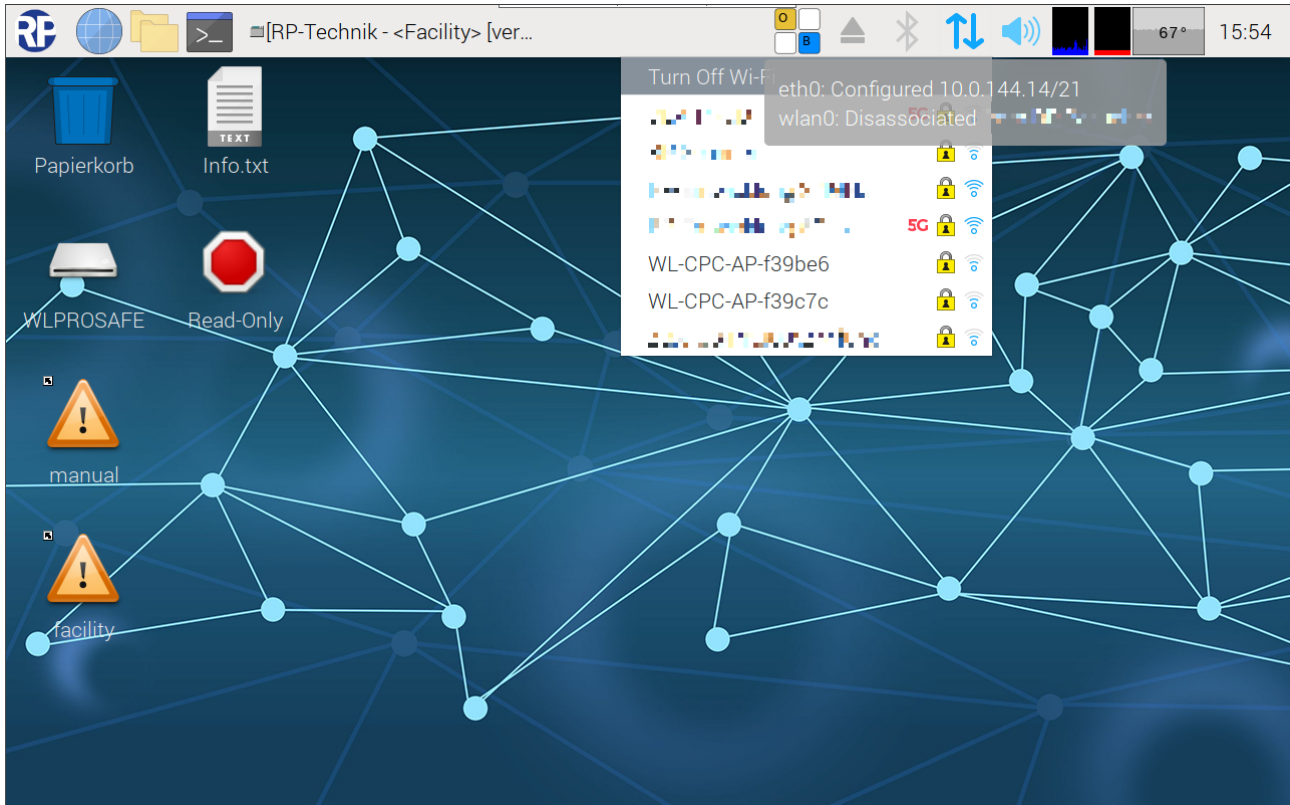 RP
>_
[RP-Technik - <Facility> [ver...
O
B
67°
15:54
Turn Off Wi-F
eth0: Configured 10.0.144.14/21
wlan0: Disassociated
5G
5G
WL-CPC-AP-f39be6
WL-CPC-AP-f39c7c
TEXT
Papierkorb
Info.txt
WLPROSAFE
Read-Only
manual
facility